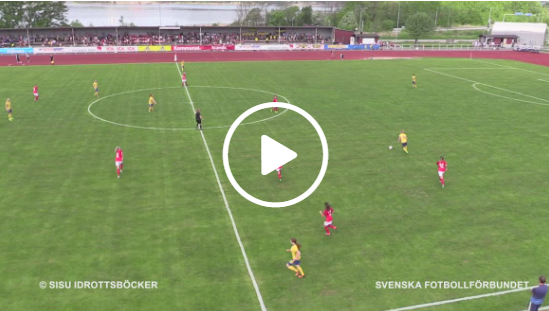 © SISU IDROTTSBÖCKER
SVENSKA FOTBOLLFÖRBUNDET